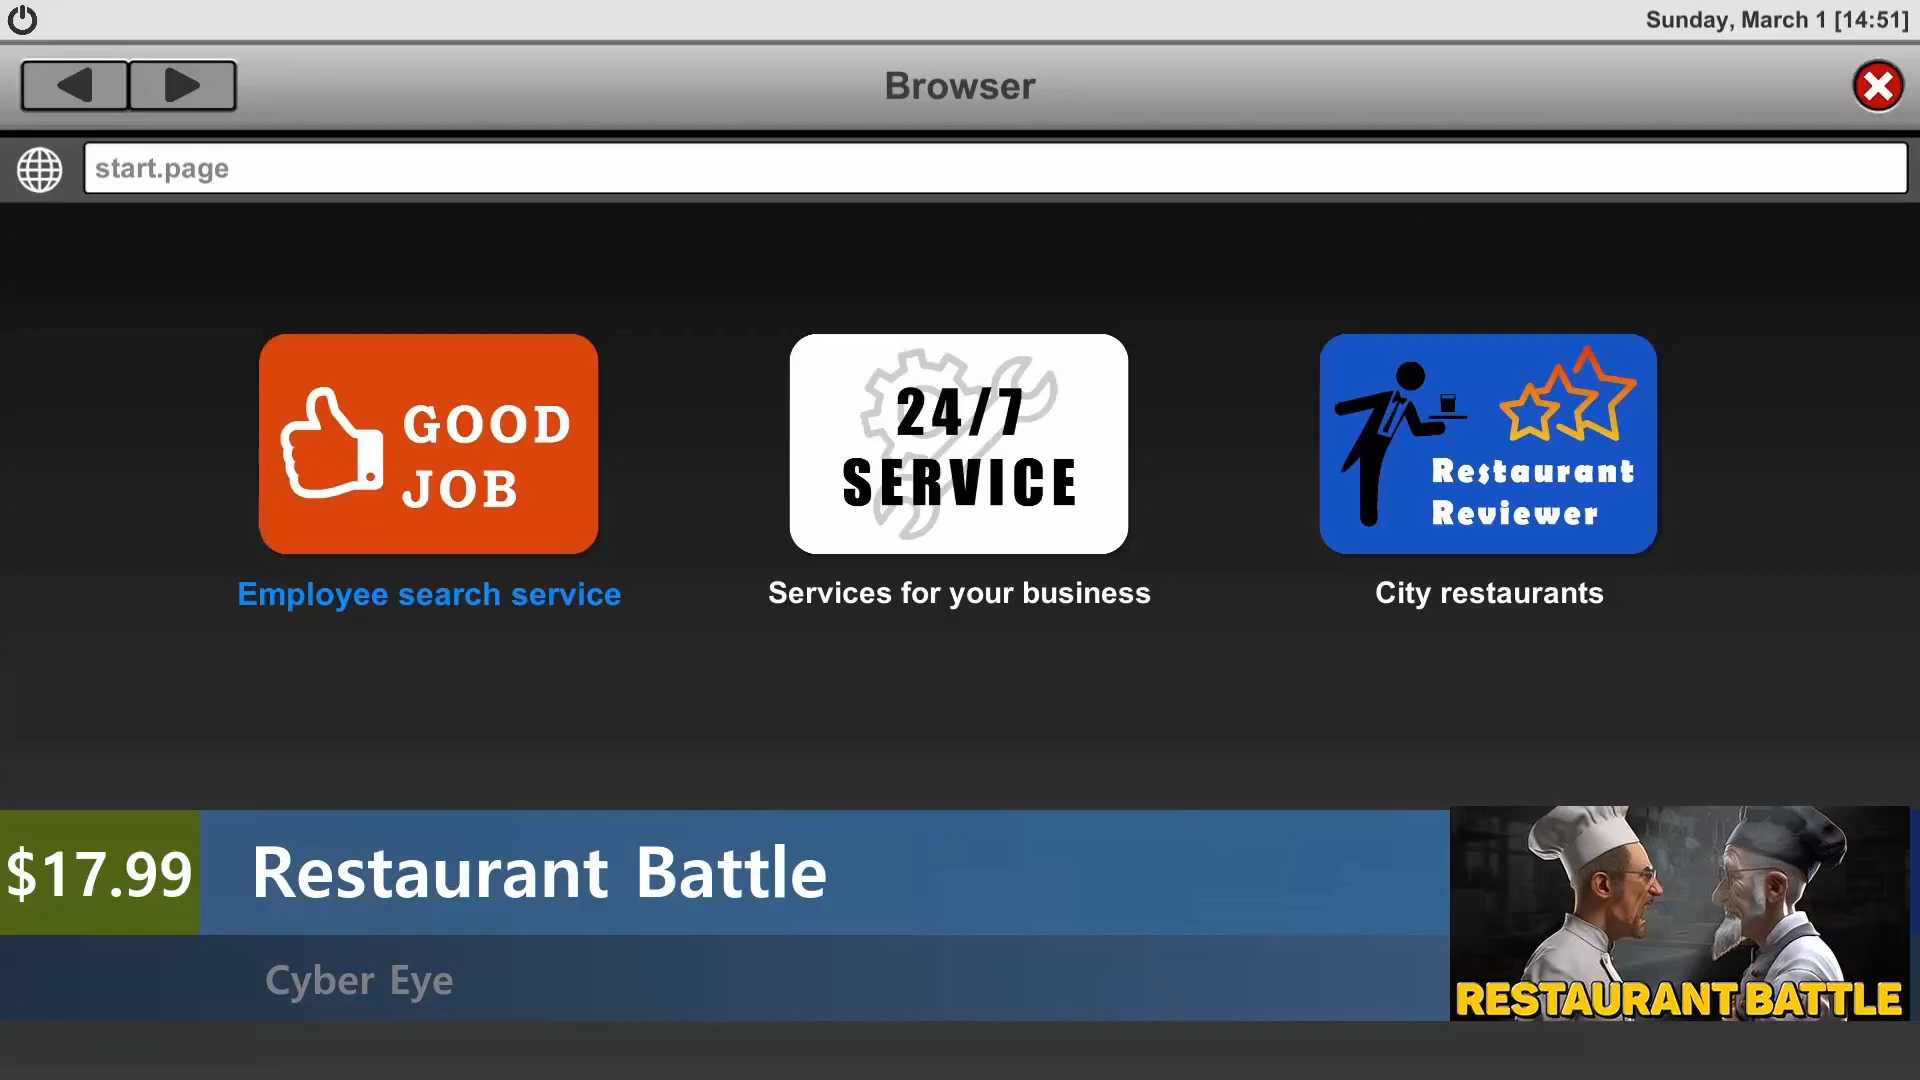 Sunday, March 1 [14:51]
Browser
start.page
GOOD
JOB
24/7
SERVICE
Restaurant
Reviewer
Employee search service
Services for your business
City restaurants
$17.99
Restaurant Battle
Cyber Eye
RESTAURANT BATTLE